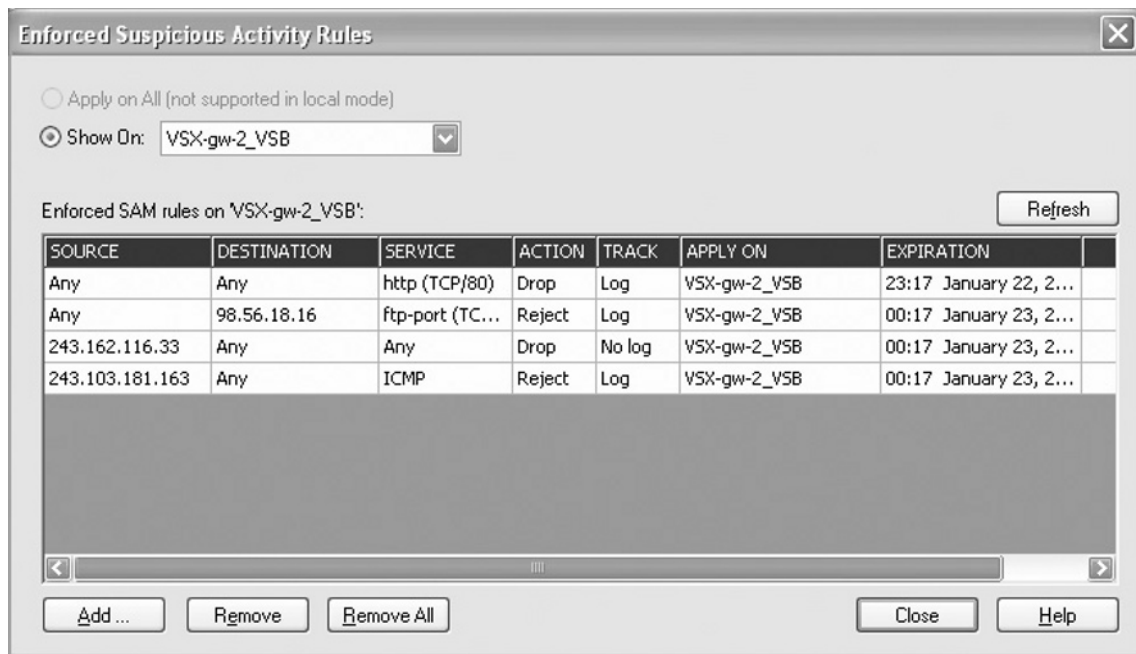 Enforced Suspicious Activity Rules
Apply on All (not supported in local mode)
Show On: VSX-gw-2_VSB
Enforced SAM rules on 'VSX-gw-2_VSB':
Refresh
SOURCE DESTINATION SERVICE ACTION TRACK APPLY ON EXPIRATION
Any Any http (TCP/80) Drop Log VSX-gw-2_VSB 23:17 January 22, 2...
Any 98.56.18.16 ftp-port (TC... Reject Log VSX-gw-2_VSB 00:17 January 23, 2...
243.162.116.33 Any Any Drop No log VSX-gw-2_VSB 00:17 January 23, 2...
243.103.181.163 Any ICMP Reject Log VSX-gw-2_VSB 00:17 January 23, 2...
Add ... Remove Remove All Close Help